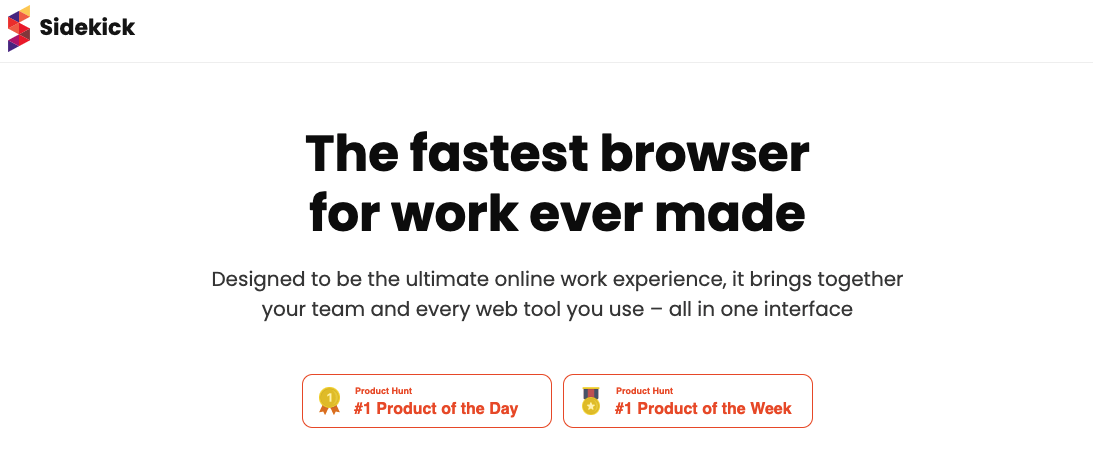 Sidekick
The fastest browser
for work ever made
Designed to be the ultimate online work experience, it brings together
your team and every web tool you use – all in one interface
1
Product Hunt
#1 Product of the Day
Product Hunt
#1 Product of the Week